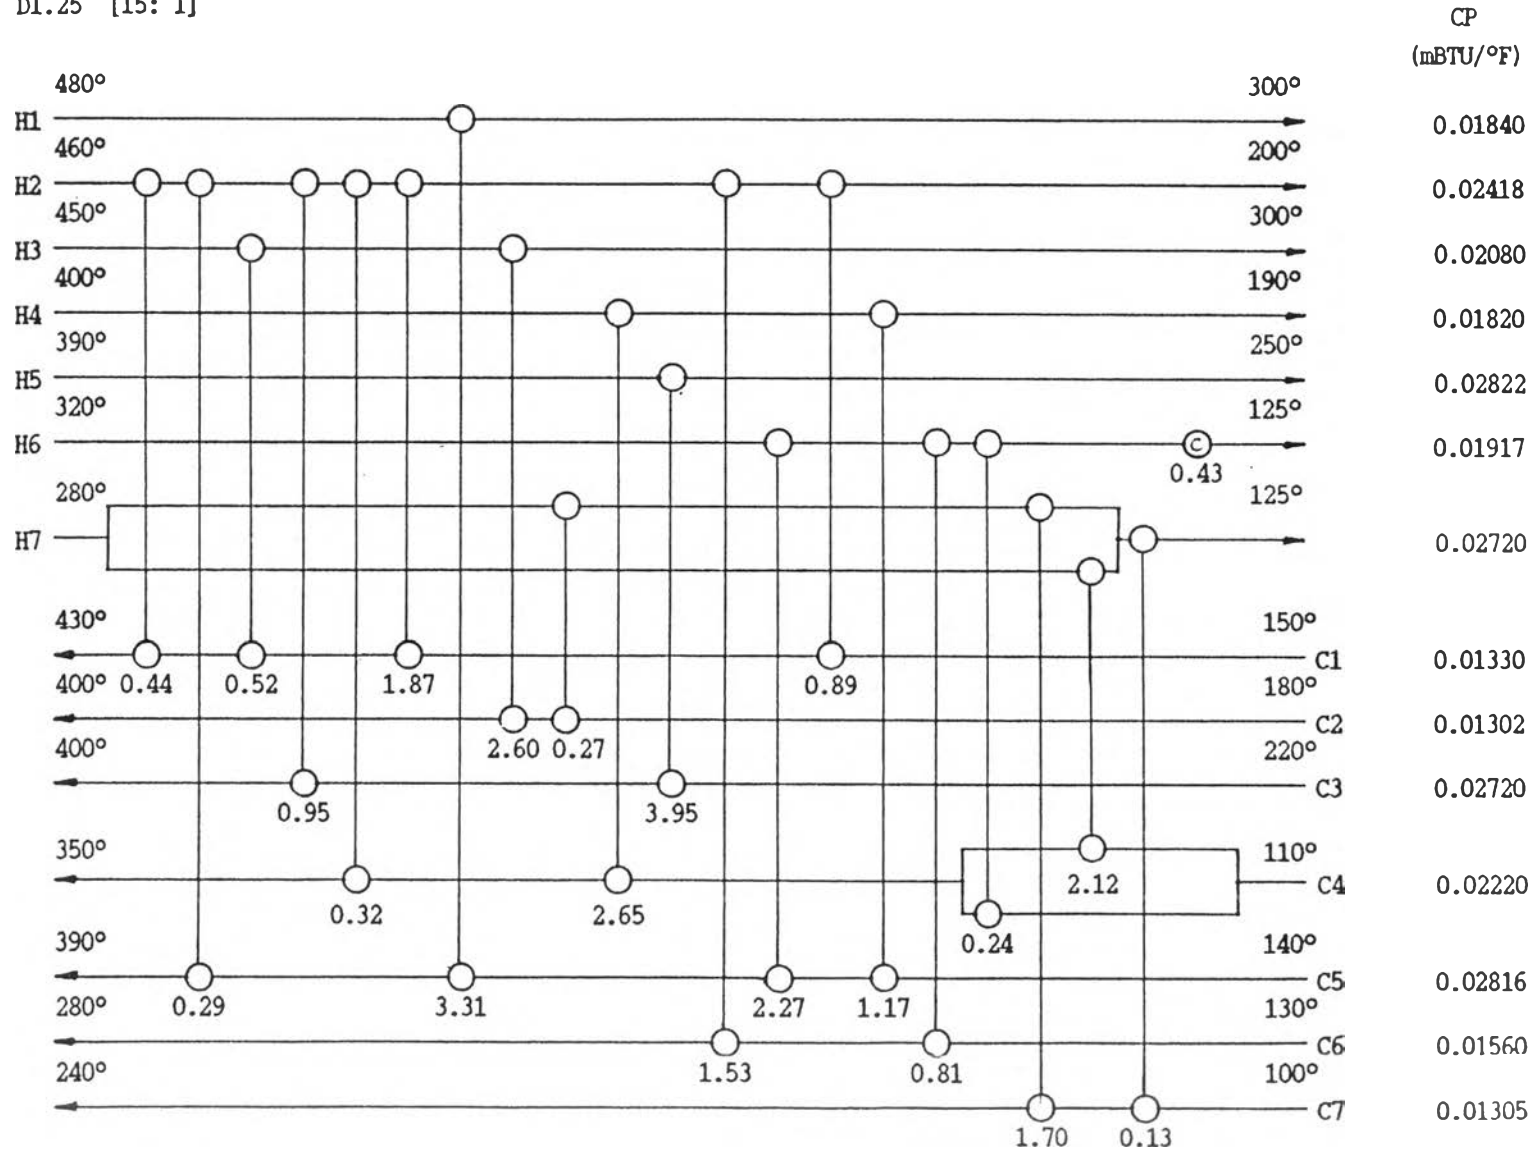 D1.25 [15: 1]
CP
(mBTU/°F)
480° 300°
H1 0.01840
460° 200°
H2 0.02418
450° 300°
H3 0.02080
400° 190°
H4 0.01820
390° 250°
H5 0.02822
320° 125°
H6 C 0.01917
0.43
280° 125°
H7 0.02720
430° 150°
C1 0.01330
400° 0.44 0.52 1.87 0.89 180°
C2 0.01302
400° 2.60 0.27 220°
C3 0.02720
0.95 3.95
350° 110°
2.12 C4 0.02220
0.32 2.65
0.24
390° 140°
C5 0.02816
280° 0.29 3.31 2.27 1.17 130°
C6 0.01560
240° 1.53 0.81 100°
C7 0.01305
1.70 0.13